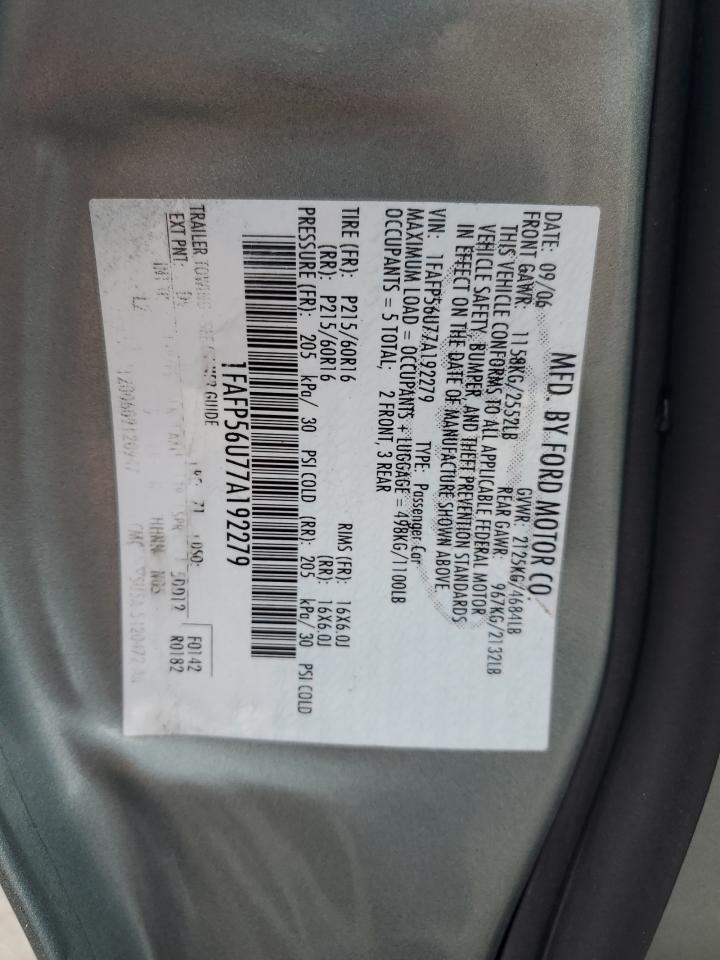 MFD. BY FORD MOTOR CO.
DATE: 09/06 GVWR: 2125KG/4684LB
FRONT GAWR: 1158KG/2552LB REAR GAWR: 967KG/2132LB
THIS VEHICLE CONFORMS TO ALL APPLICABLE FEDERAL MOTOR
VEHICLE SAFETY, BUMPER, AND THEFT PREVENTION STANDARDS
IN EFFECT ON THE DATE OF MANUFACTURE SHOWN ABOVE.
VIN: 1FAFP56U77A192279 TYPE: Passenger Car
MAXIMUM LOAD = OCCUPANTS + LUGGAGE = 498KG/1100LB
OCCUPANTS = 5 TOTAL; 2 FRONT, 3 REAR
TIRE (FR): P215/60R16 RIMS (FR): 16X6.0J
(RR): P215/60R16 (RR): 16X6.0J
PRESSURE (FR): 205 kPa/ 30 PSI COLD (RR): 205 kPa/ 30 PSI COLD
1FAFP56U77A192279
TRAILER TOWING GUIDE 71 DSO: F0142
EXT PNT: R0182